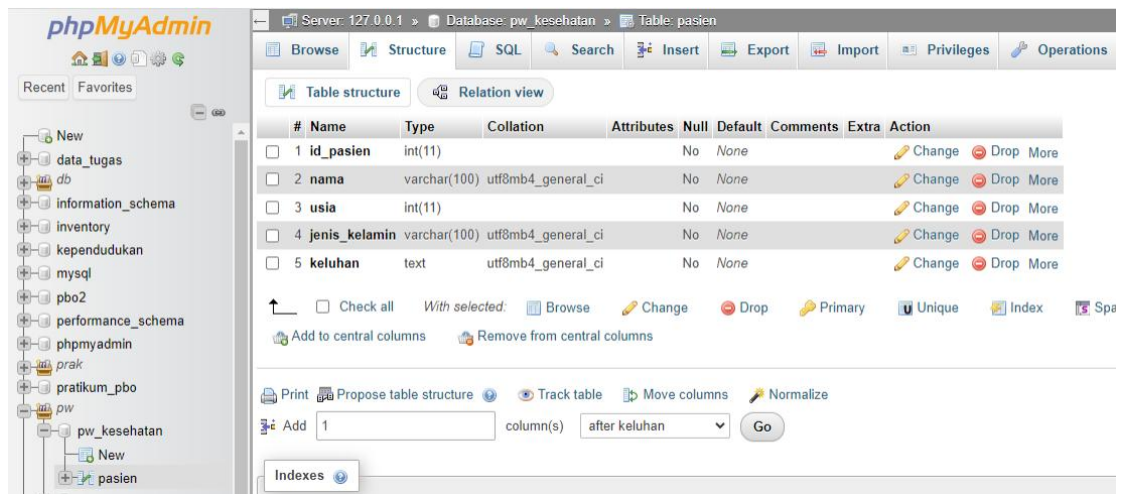 phpMyAdmin
Recent Favorites
New
data_tugas
db
information_schema
inventory
kependudukan
mysql
pbo2
performance_schema
phpmyadmin
prak
pratikum_pbo
pw
pw_kesehatan
New
pasien
Server: 127.0.0.1 » Database: pw_kesehatan » Table: pasien
Browse Structure SQL Search Insert Export Import Privileges Operations
Table structure Relation view
# Name Type Collation Attributes Null Default Comments Extra Action
1 id_pasien int(11) No None Change Drop More
2 nama varchar(100) utf8mb4_general_ci No None Change Drop More
3 usia int(11) No None Change Drop More
4 jenis_kelamin varchar(100) utf8mb4_general_ci No None Change Drop More
5 keluhan text utf8mb4_general_ci No None Change Drop More
Check all With selected: Browse Change Drop Primary Unique Index Spa
Add to central columns Remove from central columns
Print Propose table structure Track table Move columns Normalize
Add 1 column(s) after keluhan Go
Indexes